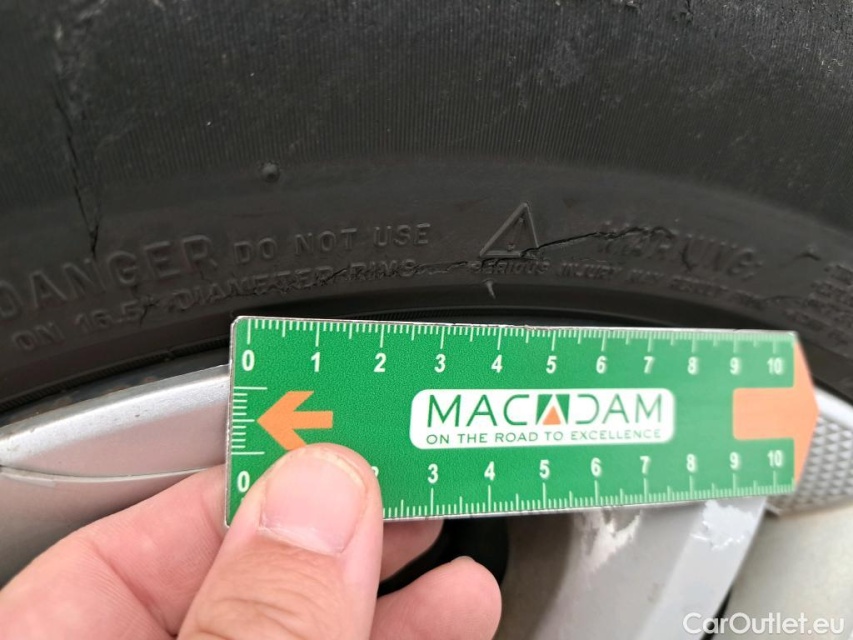 DANGER DO NOT USE
ON 16.5" DIAMETER RIMS
WARNING
SERIOUS INJURY MAY
0 1 2 3 4 5 6 7 8 9 10
MACADAM
ON THE ROAD TO EXCELLENCE
0 2 3 4 5 6 7 8 9 10
CarOutlet.eu